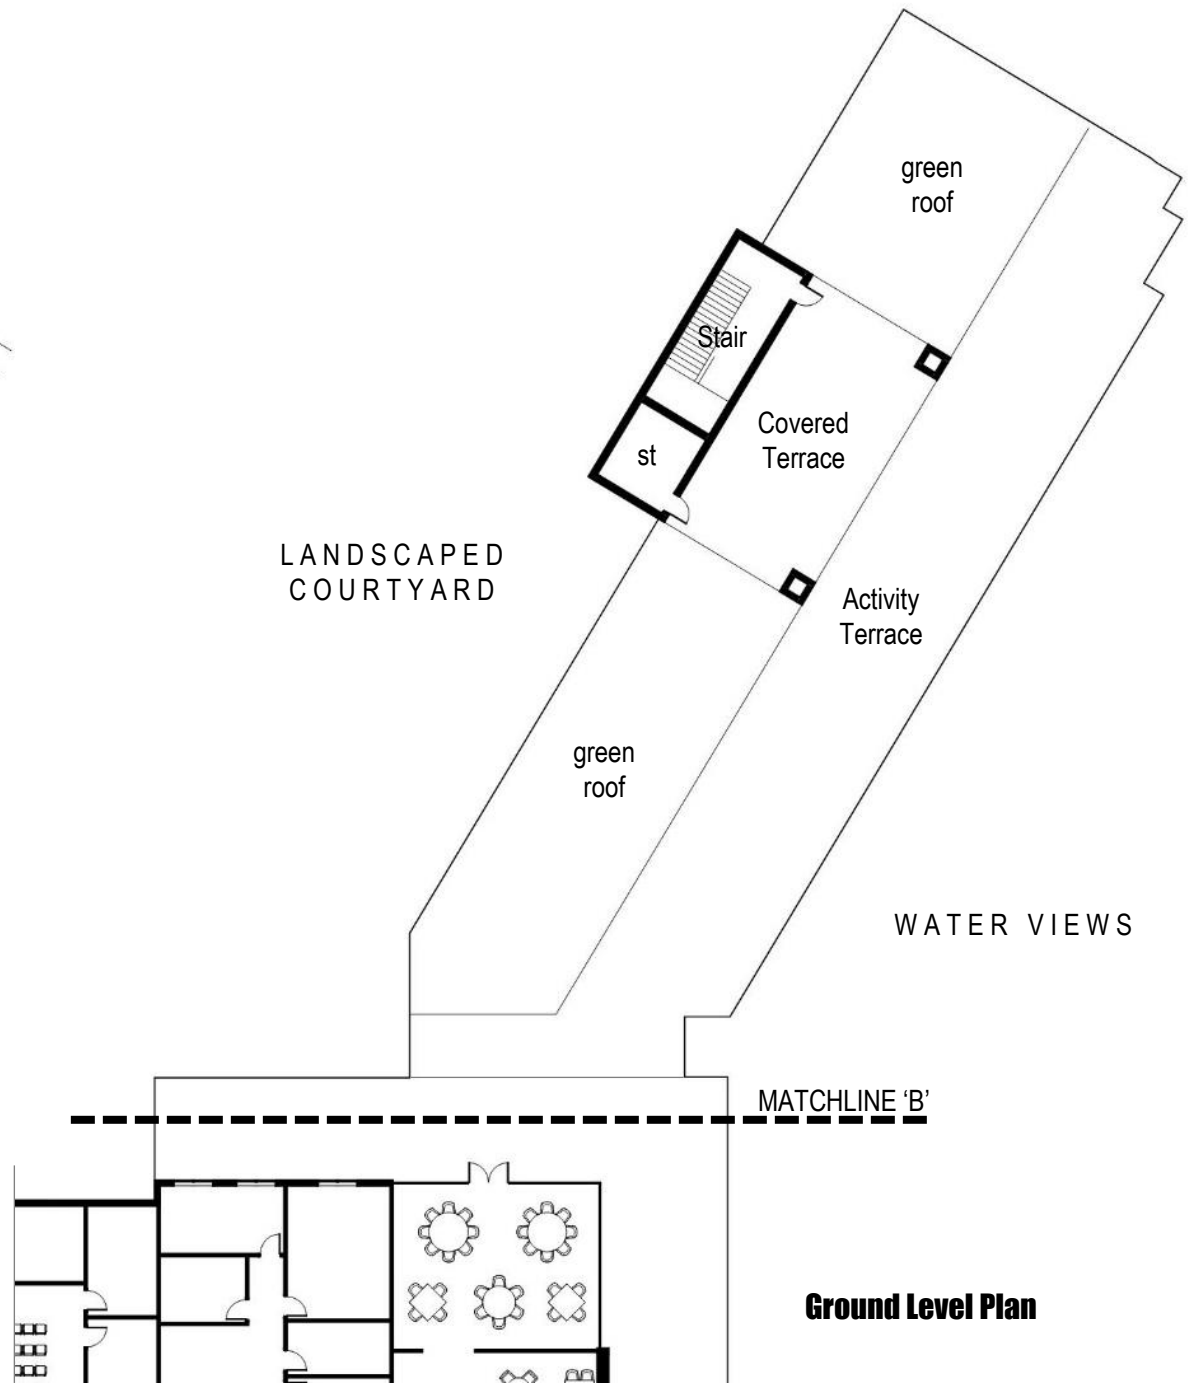 green
roof
Stair
Covered
Terrace
st
LANDSCAPED
COURTYARD
Activity
Terrace
green
roof
WATER VIEWS
MATCHLINE ‘B’
Ground Level Plan